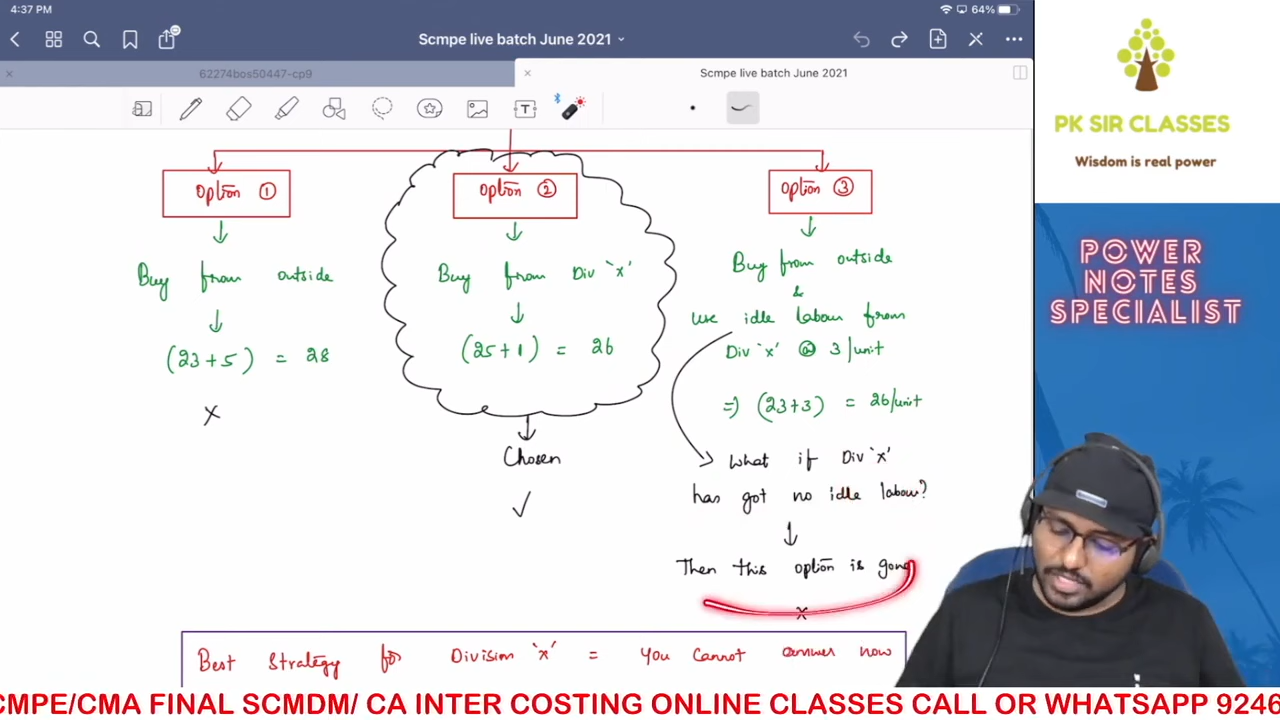 4:37 PM
64%
Scmpe live batch June 2021
62274bos50447-cp9
Scmpe live batch June 2021
T
PK SIR CLASSES
Wisdom is real power
POWER
NOTES
SPECIALIST
Option ①
Option ②
Option ③
Buy from outside
Buy from Div `x'
Buy from outside
&
use idle labour from
Div `x' @ 3/unit
(23+5) = 28
(25+1) = 26
=) (23+3) = 26/unit
x
Chosen
✓
What if Div `x'
has got no idle labour?
Then this option is gone
x
Best Strategy for Division `x' = You Cannot answer now
CMPE/CMA FINAL SCMDM/ CA INTER COSTING ONLINE CLASSES CALL OR WHATSAPP 9246